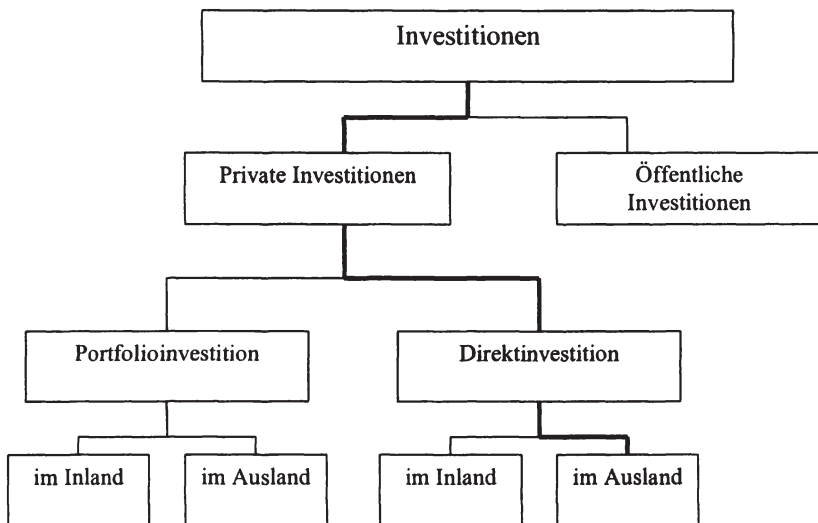 Investitionen
Private Investitionen
Öffentliche
Investitionen
Portfolioinvestition
Direktinvestition
im Inland
im Ausland
im Inland
im Ausland